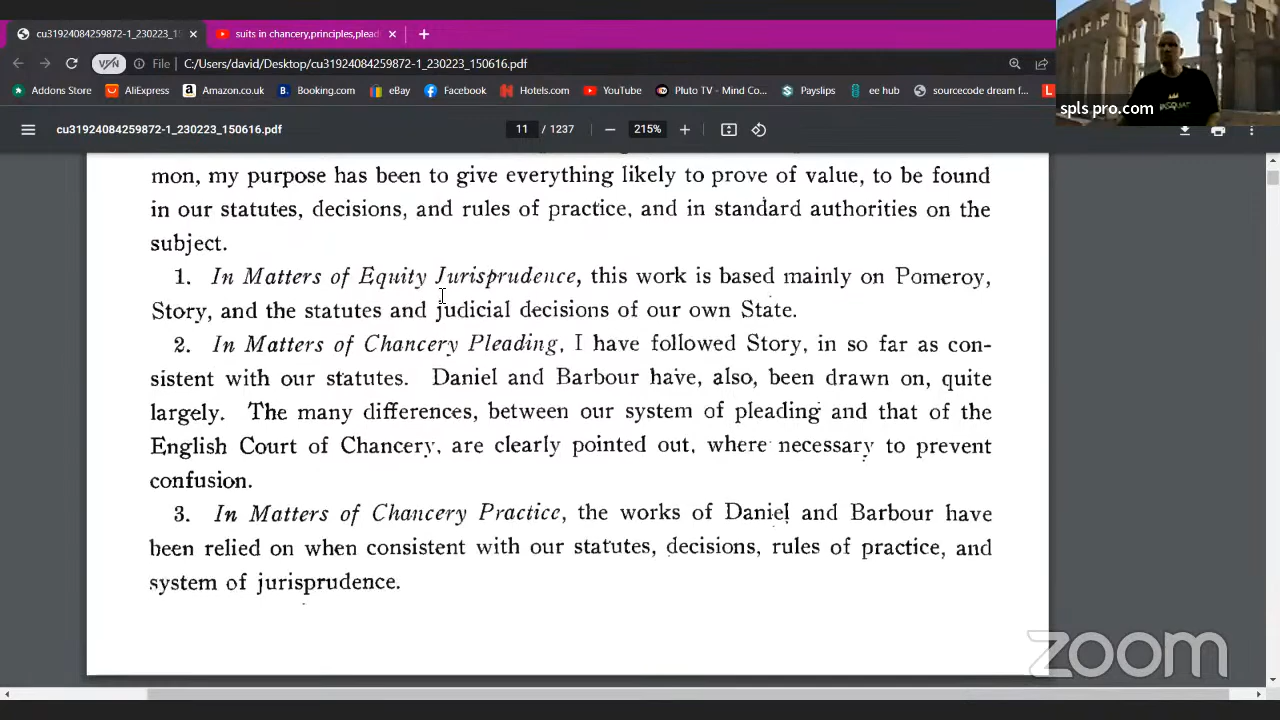 cu31924084259872-1_230223_15
suits in chancery,principles,plead
VPN
File
C:/Users/david/Desktop/cu31924084259872-1_230223_150616.pdf
Addons Store
AliExpress
Amazon.co.uk
Booking.com
eBay
Facebook
Hotels.com
YouTube
Pluto TV - Mind Co...
Payslips
ee hub
sourcecode dream f...
spls pro.com
cu31924084259872-1_230223_150616.pdf
11 / 1237
215%
mon, my purpose has been to give everything likely to prove of value, to be found
in our statutes, decisions, and rules of practice, and in standard authorities on the
subject.
1. In Matters of Equity Jurisprudence, this work is based mainly on Pomeroy,
Story, and the statutes and judicial decisions of our own State.
2. In Matters of Chancery Pleading, I have followed Story, in so far as con-
sistent with our statutes. Daniel and Barbour have, also, been drawn on, quite
largely. The many differences, between our system of pleading and that of the
English Court of Chancery, are clearly pointed out, where necessary to prevent
confusion.
3. In Matters of Chancery Practice, the works of Daniel and Barbour have
been relied on when consistent with our statutes, decisions, rules of practice, and
system of jurisprudence.
zoom